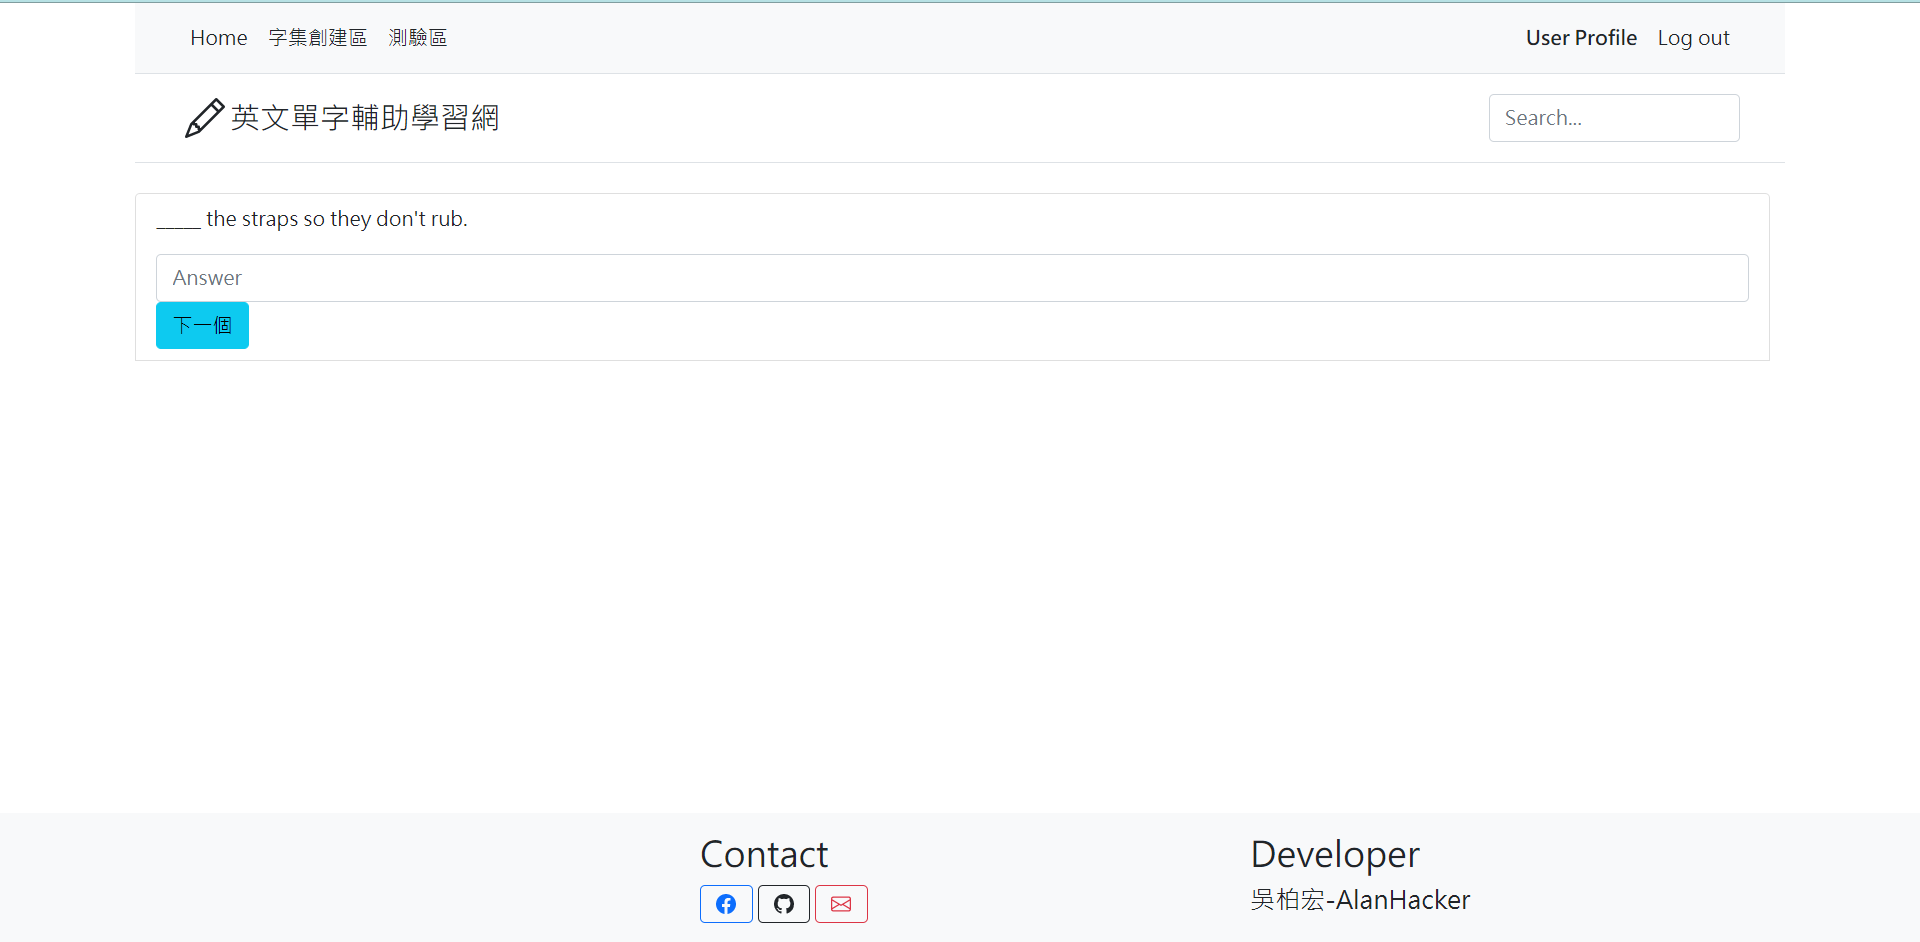 Home 字集創建區 測驗區 User Profile Log out
英文單字輔助學習網 Search...
_____ the straps so they don't rub.
Answer
下一個
Contact Developer
吳柏宏-AlanHacker